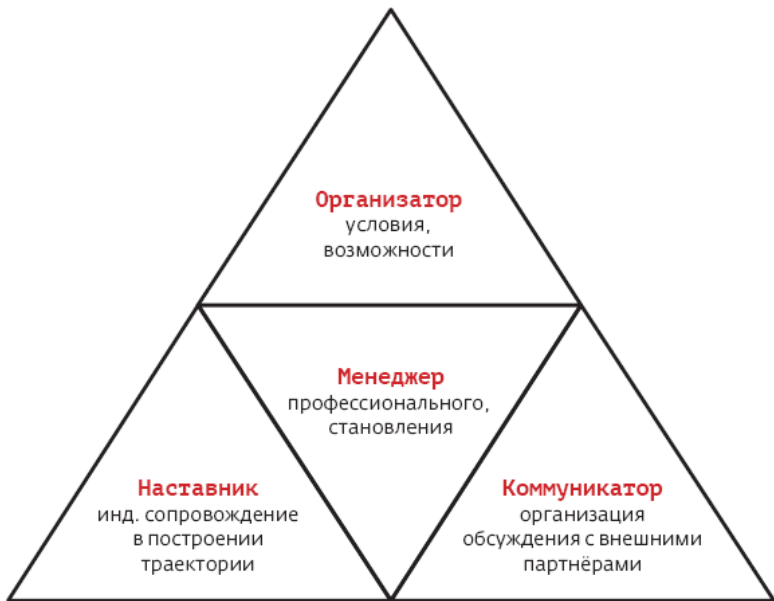 Организатор
условия,
возможности
Менеджер
профессионального,
становления
Наставник
инд. сопровождение
в построении
траектории
Коммуникатор
организация
обсуждения с внешними
партнёрами